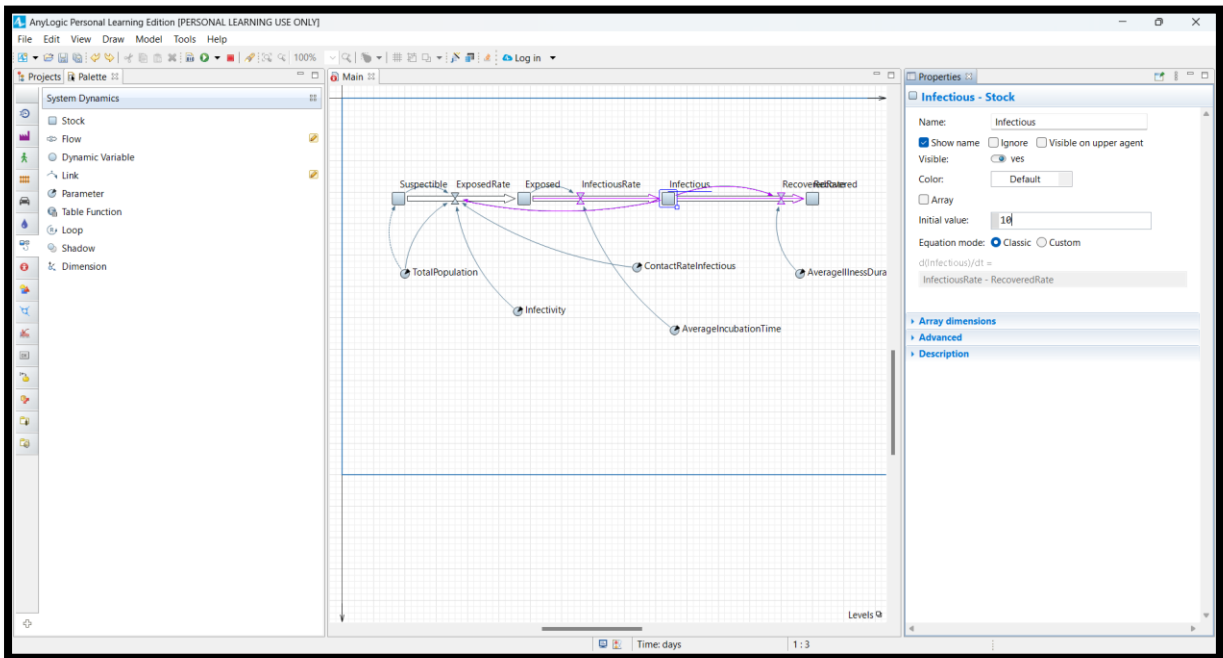 AnyLogic Personal Learning Edition [PERSONAL LEARNING USE ONLY]
File Edit View Draw Model Tools Help
100%
Log in
Projects Palette
Main
Properties
System Dynamics
Stock
Flow
Dynamic Variable
Link
Parameter
Table Function
Loop
Shadow
Dimension
Suspectible ExposedRate Exposed InfectiousRate Infectious RecoveredRate Recovered
TotalPopulation
ContactRateInfectious
AverageIllnessDura
Infectivity
AverageIncubationTime
Levels
Infectious - Stock
Name: Infectious
Show name Ignore Visible on upper agent
Visible: yes
Color: Default
Array
Initial value: 10
Equation mode: Classic Custom
d(Infectious)/dt =
InfectiousRate - RecoveredRate
Array dimensions
Advanced
Description
Time: days
1 : 3